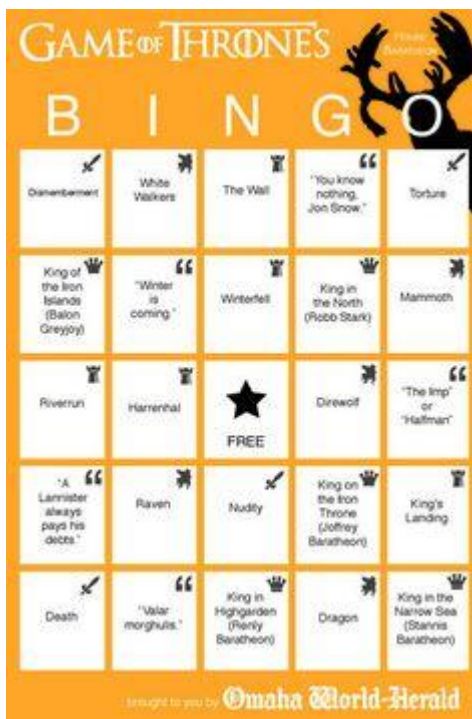 GAME OF THRONES
HOUSE
BARATHEON
B I N G O
Dismemberment
White
Walkers
The Wall
"You know
nothing,
Jon Snow."
Torture
King of
the Iron
Islands
(Balon
Greyjoy)
"Winter
is
coming."
Winterfell
King in
the North
(Robb Stark)
Mammoth
Riverrun
Harrenhal
FREE
Direwolf
"The Imp"
or
"Halfman"
"A
Lannister
always
pays his
debts."
Raven
Nudity
King on
the Iron
Throne
(Joffrey
Baratheon)
King's
Landing
Death
"Valar
morghulis."
King in
Highgarden
(Renly
Baratheon)
Dragon
King in the
Narrow Sea
(Stannis
Baratheon)
brought to you by Omaha World-Herald